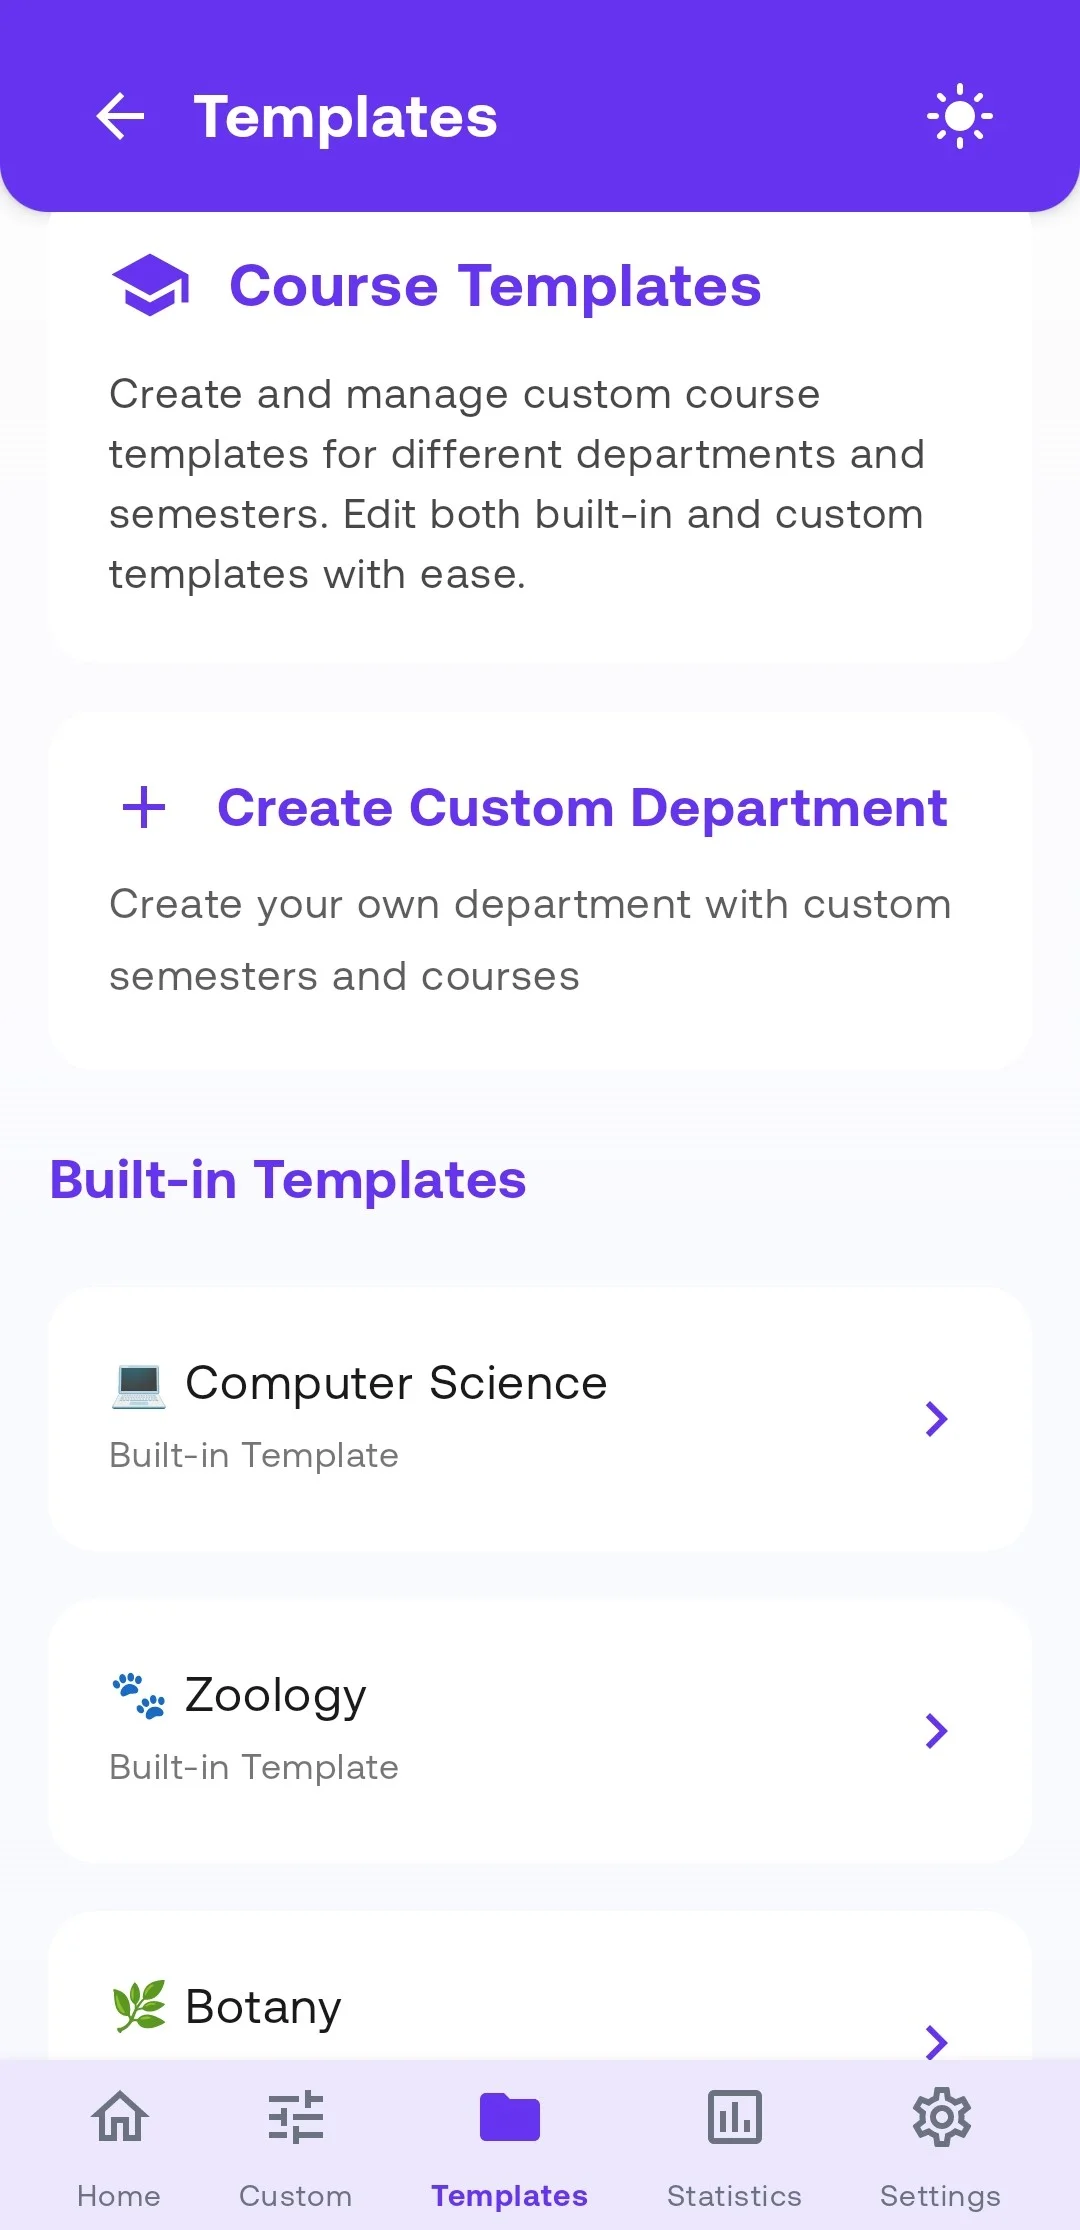 Templates
Course Templates
Create and manage custom course
templates for different departments and
semesters. Edit both built-in and custom
templates with ease.
Create Custom Department
Create your own department with custom
semesters and courses
Built-in Templates
Computer Science
Built-in Template
Zoology
Built-in Template
Botany
Home
Custom
Templates
Statistics
Settings